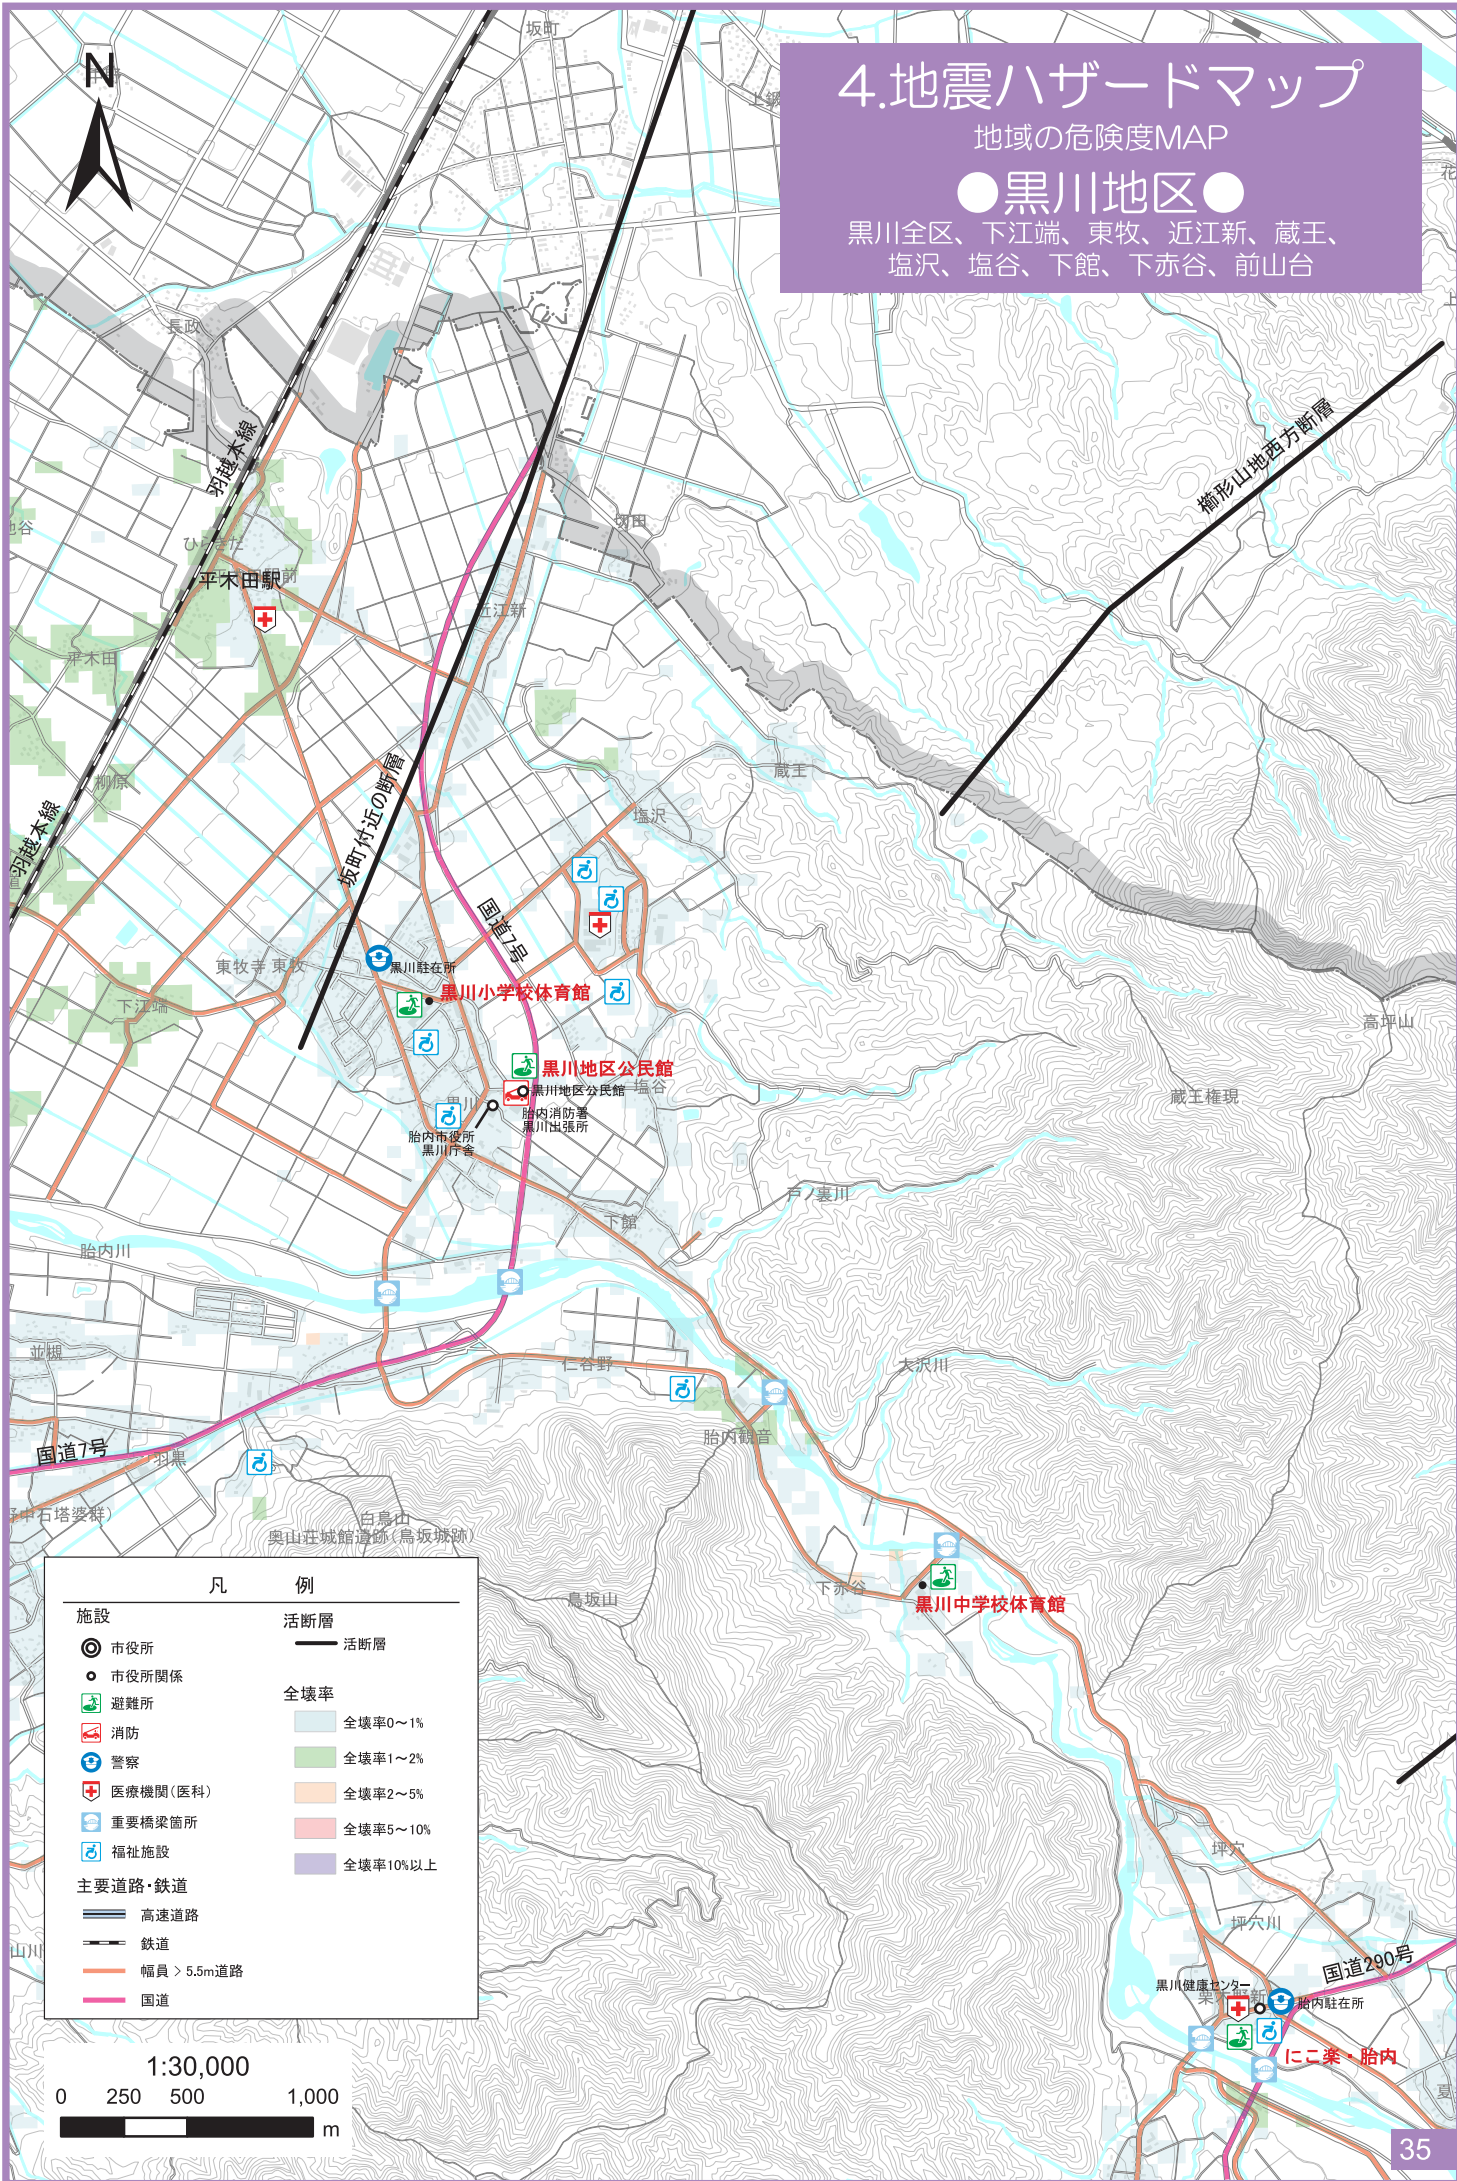 4.地震ハザードマップ
地域の危険度MAP
●黒川地区●
黒川全区、下江端、東牧、近江新、蔵王、
塩沢、塩谷、下館、下赤谷、前山台
N
坂町
長政
羽越本線
ひらきだ
平木田駅
平木田
柳原
羽越本線
切田
近江新
櫛形山地西方断層
坂町付近の断層
蔵王
塩沢
国道7号
東牧寺 東牧
下江端
黒川駐在所
黒川小学校体育館
黒川地区公民館
黒川地区公民館
塩谷
黒川
胎内消防署
黒川出張所
胎内市役所
黒川庁舎
高坪山
蔵王権現
戸ノ裏川
下館
胎内川
並槻
仁谷野
大沢川
胎内観音
国道7号
羽黒
野中石塔婆群)
白鳥山
奥山荘城館遺跡(鳥坂城跡)
鳥坂山
下赤谷
黒川中学校体育館
坪穴
坪穴川
国道290号
黒川健康センター
栗木野新
胎内駐在所
にこ楽・胎内
夏
山川
凡 例
施設
市役所
市役所関係
避難所
消防
警察
医療機関(医科)
重要橋梁箇所
福祉施設
主要道路・鉄道
高速道路
鉄道
幅員 > 5.5m道路
国道
活断層
活断層
全壊率
全壊率0～1%
全壊率1～2%
全壊率2～5%
全壊率5～10%
全壊率10%以上
1:30,000
0 250 500 1,000
m
35